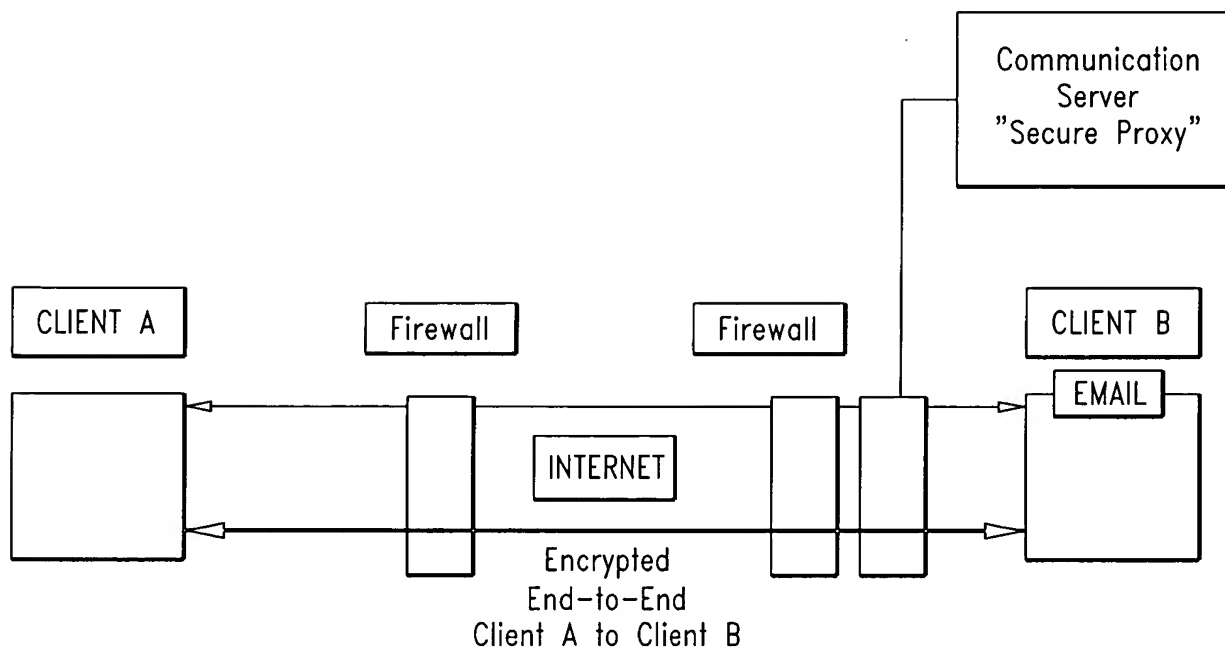 Communication
Server
"Secure Proxy"
CLIENT A
Firewall
Firewall
CLIENT B
EMAIL
INTERNET
Encrypted
End-to-End
Client A to Client B